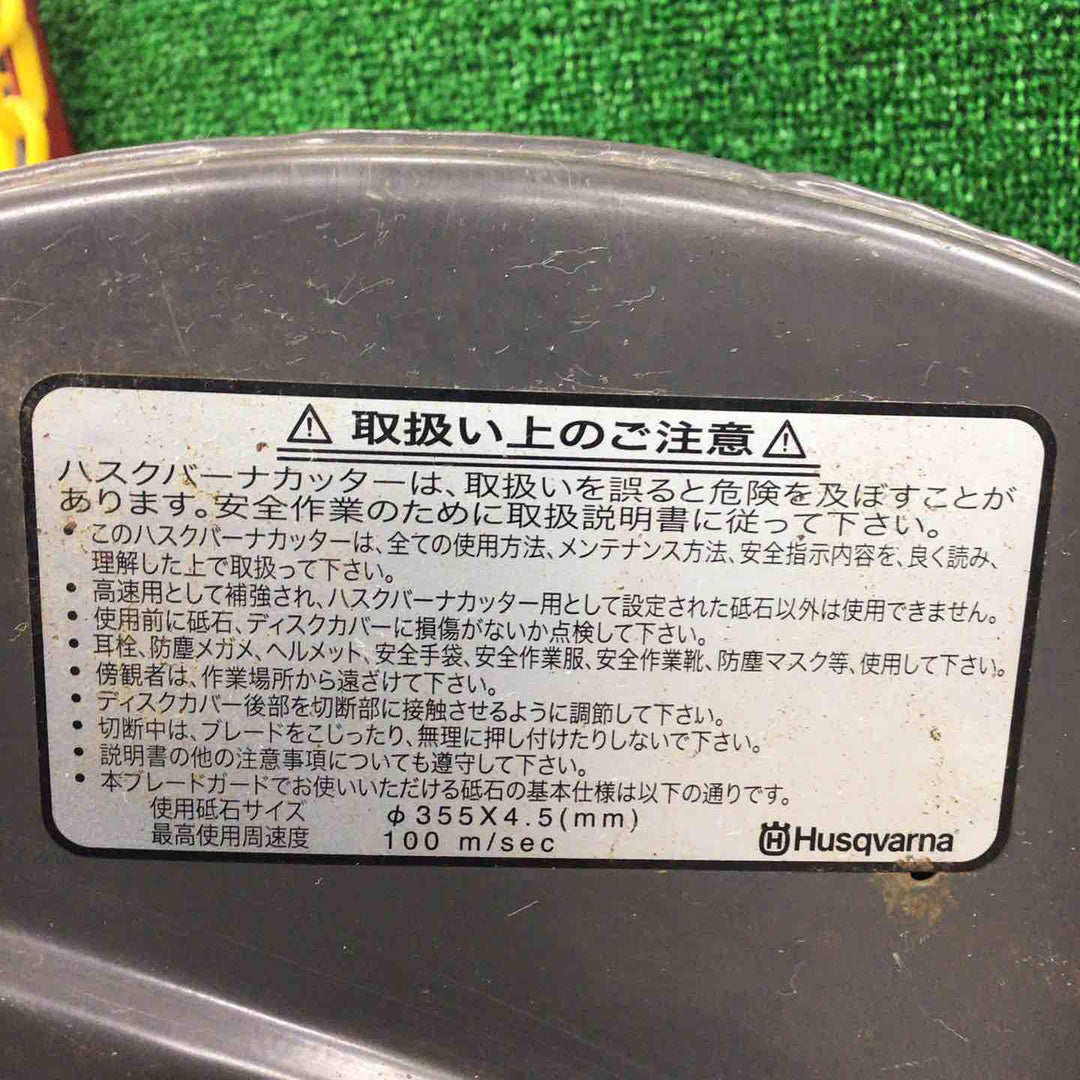 ⚠ 取扱い上のご注意 ⚠
ハスクバーナカッターは、取扱いを誤ると危険を及ぼすことが
あります。安全作業のために取扱説明書に従って下さい。
・このハスクバーナカッターは、全ての使用方法、メンテナンス方法、安全指示内容を、良く読み、
理解した上で取扱って下さい。
・高速用として補強され、ハスクバーナカッター用として設定された砥石以外は使用できません。
・使用前に砥石、ディスクカバーに損傷がないか点検して下さい。
・耳栓、防塵メガメ、ヘルメット、安全手袋、安全作業服、安全作業靴、防塵マスク等、使用して下さい。
・傍観者は、作業場所から遠ざけて下さい。
・ディスクカバー後部を切断部に接触させるように調節して下さい。
・切断中は、ブレードをこじったり、無理に押し付けたりしないで下さい。
・説明書の他の注意事項についても遵守して下さい。
・本ブレードガードでお使いいただける砥石の基本仕様は以下の通りです。
使用砥石サイズ φ355X4.5(mm)
最高使用周速度 100 m/sec
Husqvarna